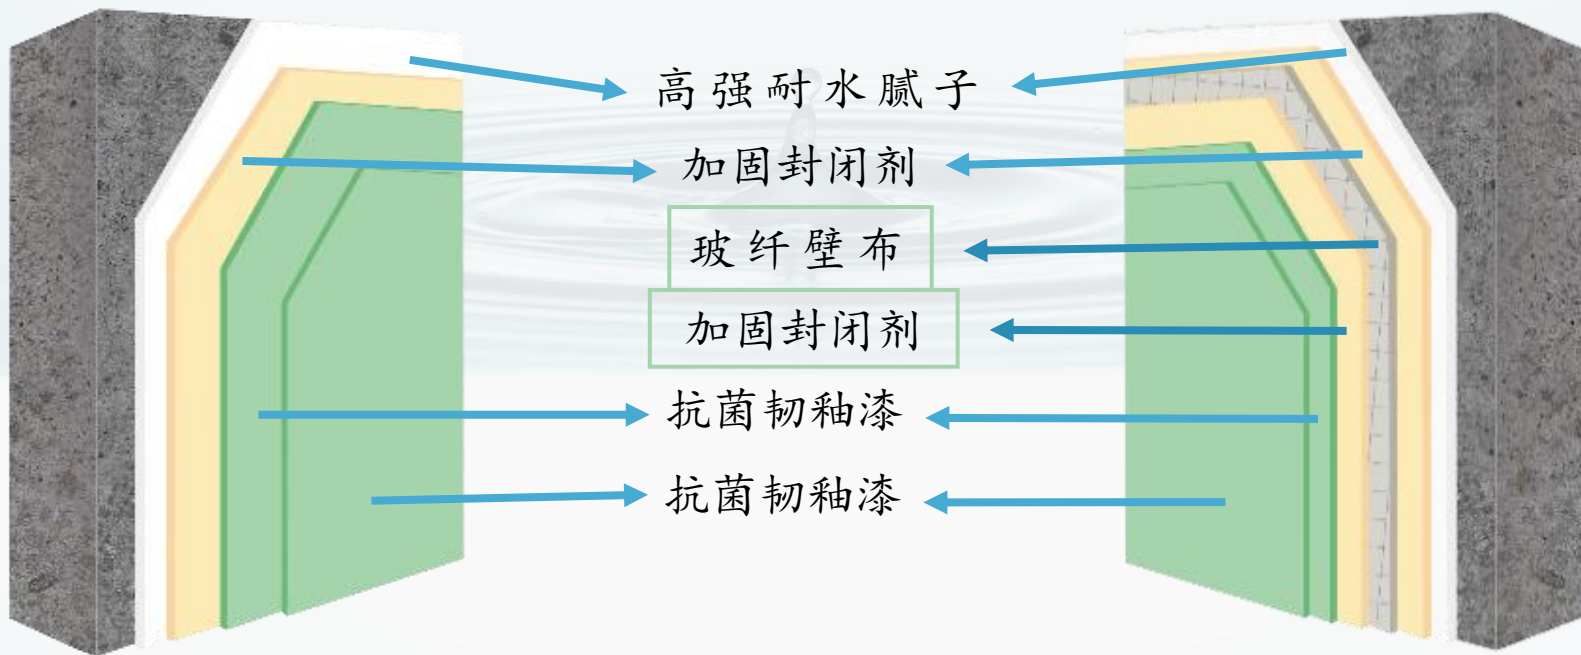 高强耐水腻子
加固封闭剂
玻纤壁布
加固封闭剂
抗菌韧釉漆
抗菌韧釉漆